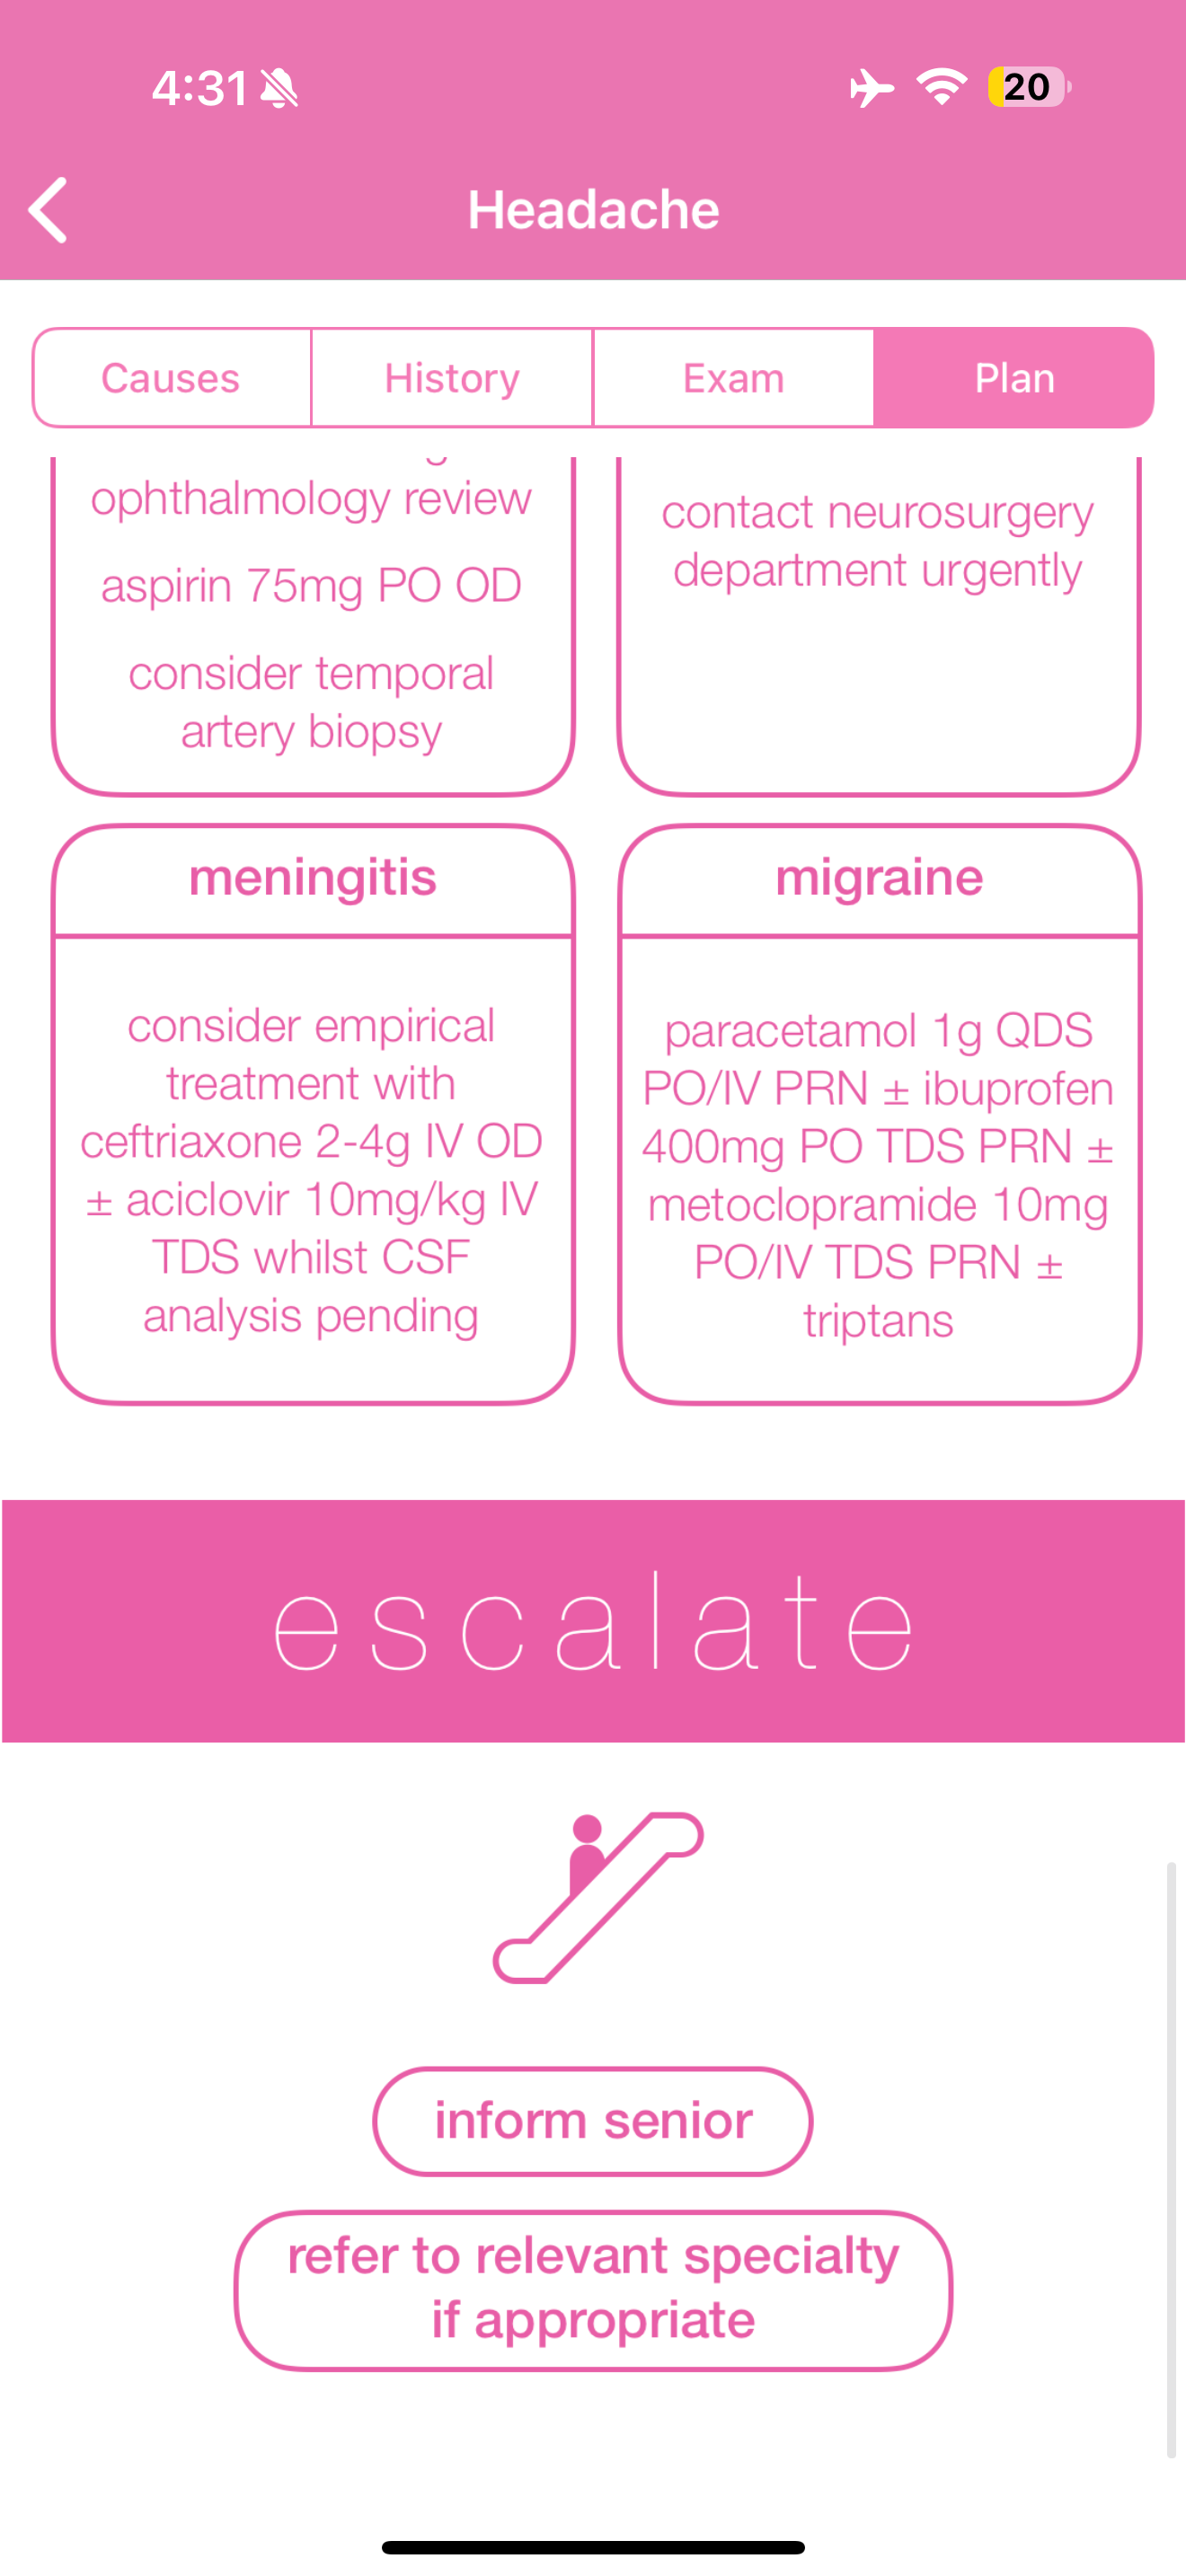 4:31
20
Headache
Causes
History
Exam
Plan
ophthalmology review
aspirin 75mg PO OD
consider temporal
artery biopsy
contact neurosurgery
department urgently
meningitis
consider empirical
treatment with
ceftriaxone 2-4g IV OD
± aciclovir 10mg/kg IV
TDS whilst CSF
analysis pending
migraine
paracetamol 1g QDS
PO/IV PRN ± ibuprofen
400mg PO TDS PRN ±
metoclopramide 10mg
PO/IV TDS PRN ±
triptans
escalate
inform senior
refer to relevant specialty
if appropriate